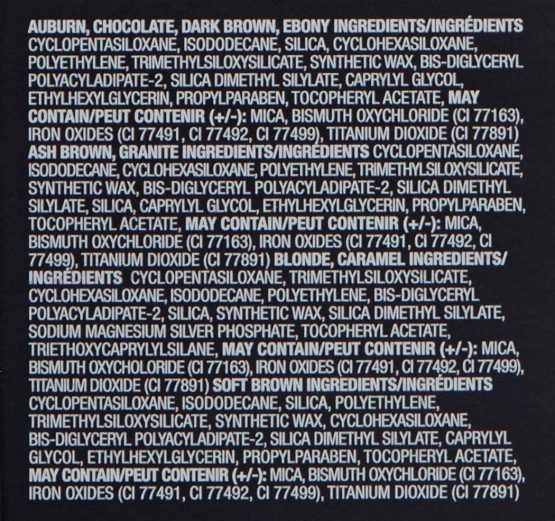 AUBURN, CHOCOLATE, DARK BROWN, EBONY INGREDIENTS/INGRÉDIENTS
CYCLOPENTASILOXANE, ISODODECANE, SILICA, CYCLOHEXASILOXANE,
POLYETHYLENE, TRIMETHYLSILOXYSILICATE, SYNTHETIC WAX, BIS-DIGLYCERYL
POLYACYLADIPATE-2, SILICA DIMETHYL SILYLATE, CAPRYLYL GLYCOL,
ETHYLHEXYLGLYCERIN, PROPYLPARABEN, TOCOPHERYL ACETATE, MAY
CONTAIN/PEUT CONTENIR (+/-): MICA, BISMUTH OXYCHLORIDE (CI 77163),
IRON OXIDES (CI 77491, CI 77492, CI 77499), TITANIUM DIOXIDE (CI 77891)
ASH BROWN, GRANITE INGREDIENTS/INGRÉDIENTS CYCLOPENTASILOXANE,
ISODODECANE, CYCLOHEXASILOXANE, POLYETHYLENE, TRIMETHYLSILOXYSILICATE,
SYNTHETIC WAX, BIS-DIGLYCERYL POLYACYLADIPATE-2, SILICA DIMETHYL
SILYLATE, SILICA, CAPRYLYL GLYCOL, ETHYLHEXYLGLYCERIN, PROPYLPARABEN,
TOCOPHERYL ACETATE, MAY CONTAIN/PEUT CONTENIR (+/-): MICA,
BISMUTH OXYCHLORIDE (CI 77163), IRON OXIDES (CI 77491, CI 77492, CI
77499), TITANIUM DIOXIDE (CI 77891) BLONDE, CARAMEL INGREDIENTS/
INGRÉDIENTS CYCLOPENTASILOXANE, TRIMETHYLSILOXYSILICATE,
CYCLOHEXASILOXANE, ISODODECANE, POLYETHYLENE, BIS-DIGLYCERYL
POLYACYLADIPATE-2, SILICA, SYNTHETIC WAX, SILICA DIMETHYL SILYLATE,
SODIUM MAGNESIUM SILVER PHOSPHATE, TOCOPHERYL ACETATE,
TRIETHOXYCAPRYLYLSILANE, MAY CONTAIN/PEUT CONTENIR (+/-): MICA,
BISMUTH OXYCHOLORIDE (CI 77163), IRON OXIDES (CI 77491, CI 77492, CI 77499),
TITANIUM DIOXIDE (CI 77891) SOFT BROWN INGREDIENTS/INGRÉDIENTS
CYCLOPENTASILOXANE, ISODODECANE, SILICA, POLYETHYLENE,
TRIMETHYLSILOXYSILICATE, SYNTHETIC WAX, CYCLOHEXASILOXANE,
BIS-DIGLYCERYL POLYACYLADIPATE-2, SILICA DIMETHYL SILYLATE, CAPRYLYL
GLYCOL, ETHYLHEXYLGLYCERIN, PROPYLPARABEN, TOCOPHERYL ACETATE,
MAY CONTAIN/PEUT CONTENIR (+/-): MICA, BISMUTH OXYCHLORIDE (CI 77163),
IRON OXIDES (CI 77491, CI 77492, CI 77499), TITANIUM DIOXIDE (CI 77891)